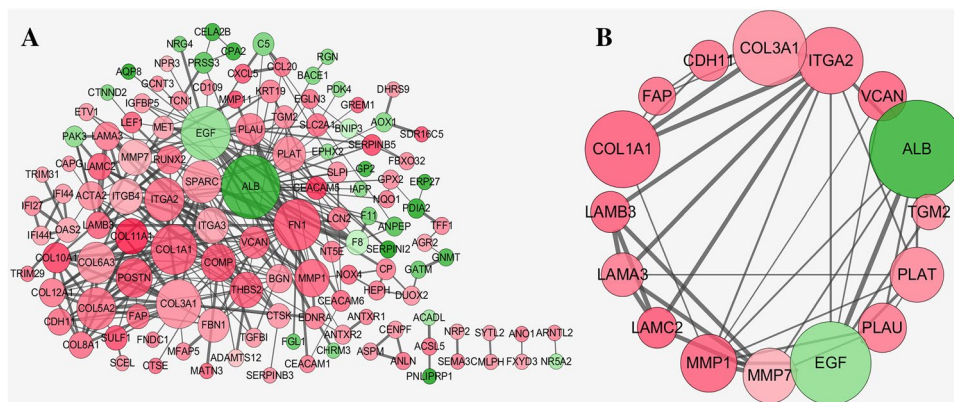 A
NRG4
CELA2B
PRSS3
CPA2
C5
RGN
AQP8
NPR3
GCNT3
CD109
CXCL5
CCL20
BACE1
CTNND2
IGFBP5
TCN1
MMP11
KRT19
EGLN3
PDK4
DHRS9
ETV1
LEF1
MET
EGF
PLAU
TGM2
SLC2A1
GREM1
BNIP3
AOX1
PAK3
LAMA3
MMP7
RUNX2
PLAT
EPHX2
SERPINB5
SDR16C5
CAPG
LAMC2
SPARC
SLPI
GP2
GPX2
FBXO32
TRIM31
IFI44
ACTA2
ITGB4
ITGA2
ALB
CEACAM5
IAPP
NQO1
ERP27
PDIA2
IFI27
OAS2
LAMB3
ITGA3
FN1
LCN2
F11
ANPEP
TFF1
IFI44L
COL11A1
COL1A1
VCAN
F8
SERPINI2
AGR2
COL10A1
COL6A3
COMP
NT5E
GNMT
TRIM29
POSTN
BGN
MMP1
NOX4
CP
GATM
COL12A1
THBS2
HEPH
DUOX2
COL5A2
COL3A1
CTSK
CEACAM6
CDH11
FAP
FBN1
EDNRA
COL8A1
SULF1
FNDC1
TGFBI
ANTXR1
ACADL
SCEL
MFAP5
ADAMTS12
FGL1
ANTXR2
CENPF
NRP2
SYTL2
ANO1
ARNTL2
CTSE
CHRM3
ASPM
ACSL5
MATN3
CEACAM1
ANLN
SEMA3C
MLPH
FXYD3
NR5A2
SERPINB3
PNLIPRP1
B
COL3A1
ITGA2
CDH11
FAP
VCAN
COL1A1
ALB
LAMB3
TGM2
LAMA3
PLAT
LAMC2
PLAU
MMP1
MMP7
EGF